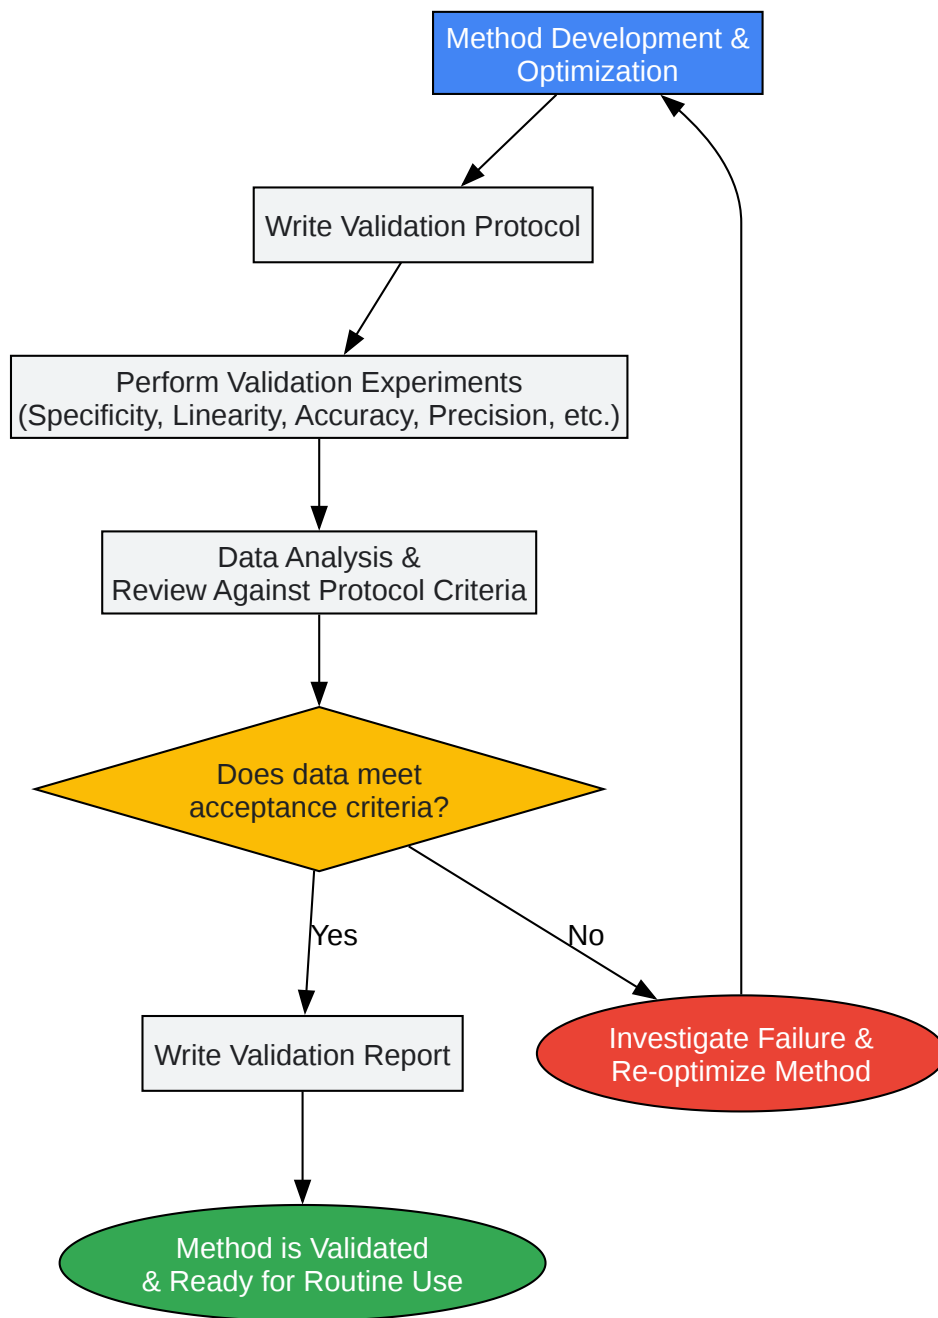 Method Development &
Optimization
Write Validation Protocol
Perform Validation Experiments
(Specificity, Linearity, Accuracy, Precision, etc.)
Data Analysis &
Review Against Protocol Criteria
Does data meet
acceptance criteria?
Yes
No
Write Validation Report
Investigate Failure &
Re-optimize Method
Method is Validated
& Ready for Routine Use